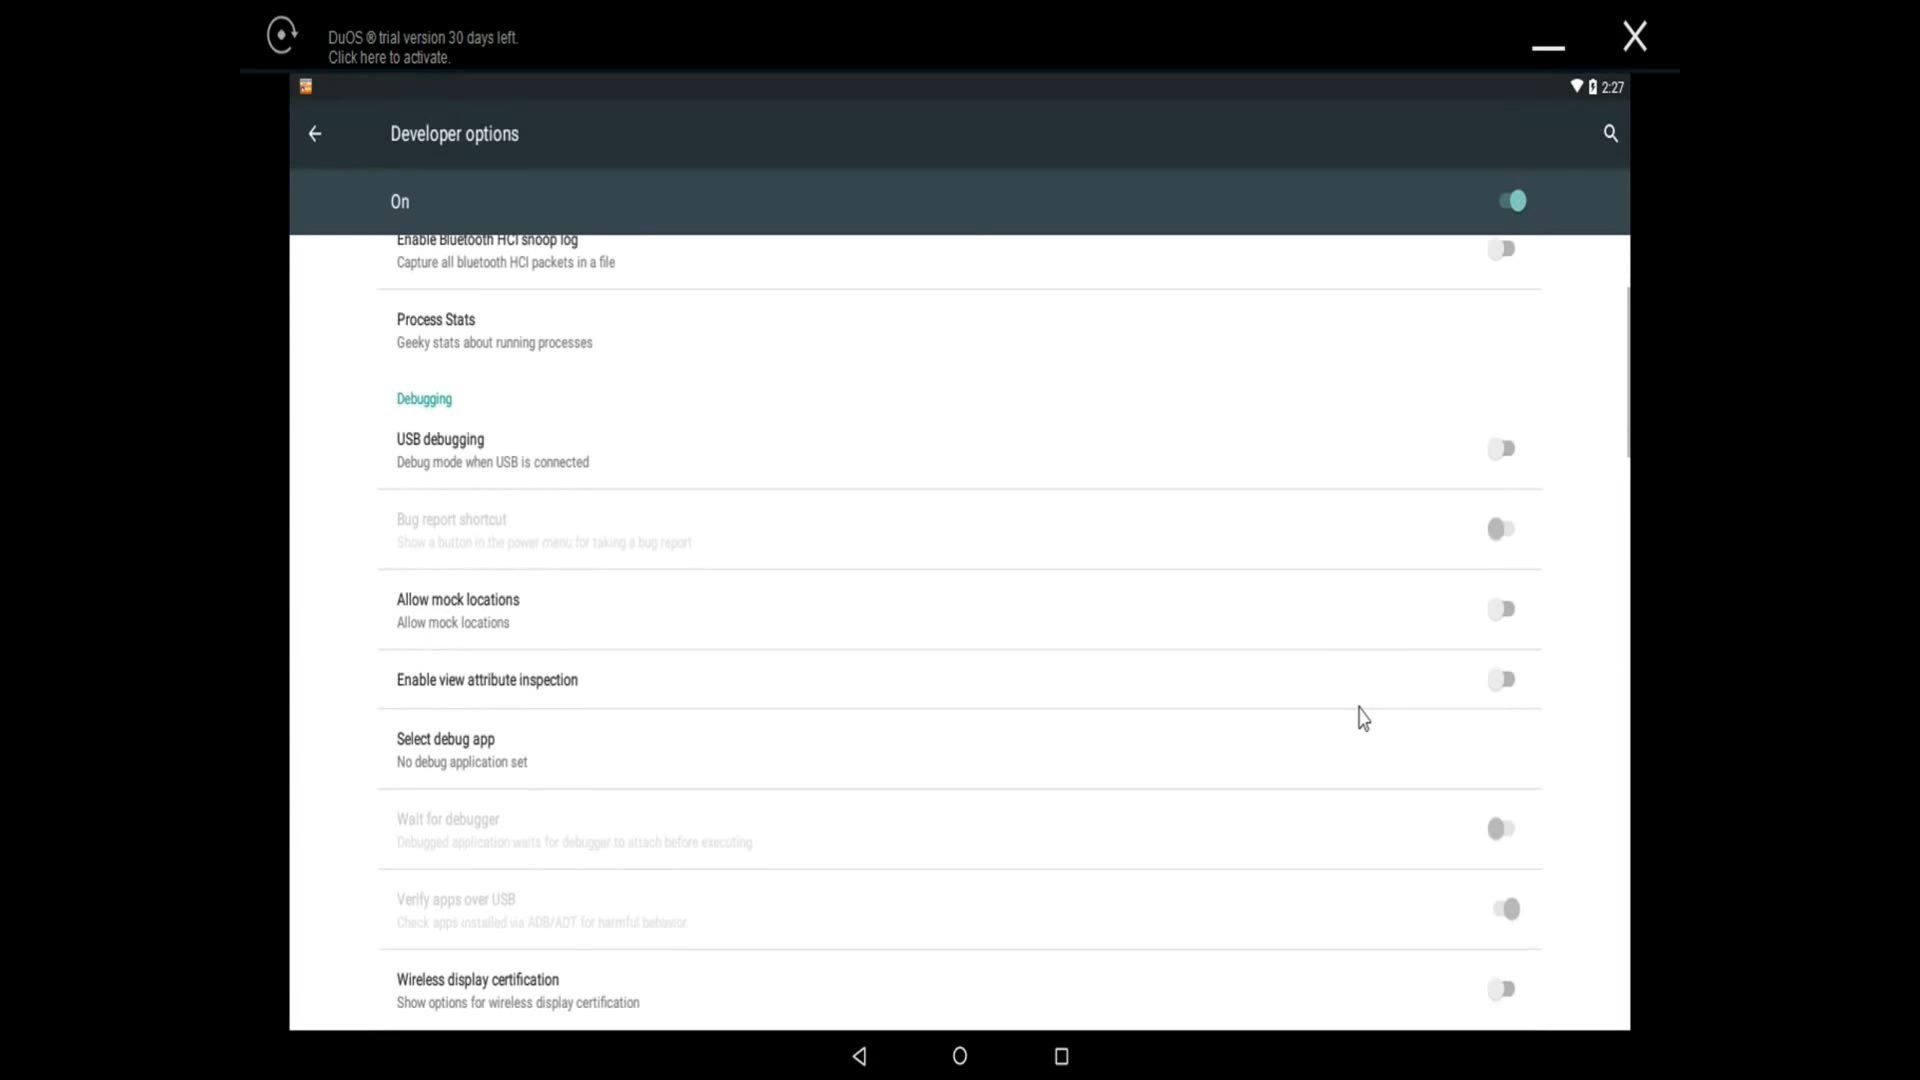 DuOS ® trial version 30 days left.
Click here to activate.
2:27
Developer options
On
Enable Bluetooth HCI snoop log
Capture all bluetooth HCI packets in a file
Process Stats
Geeky stats about running processes
Debugging
USB debugging
Debug mode when USB is connected
Bug report shortcut
Show a button in the power menu for taking a bug report
Allow mock locations
Allow mock locations
Enable view attribute inspection
Select debug app
No debug application set
Wait for debugger
Debugged application waits for debugger to attach before executing
Verify apps over USB
Check apps installed via ADB/ADT for harmful behavior.
Wireless display certification
Show options for wireless display certification